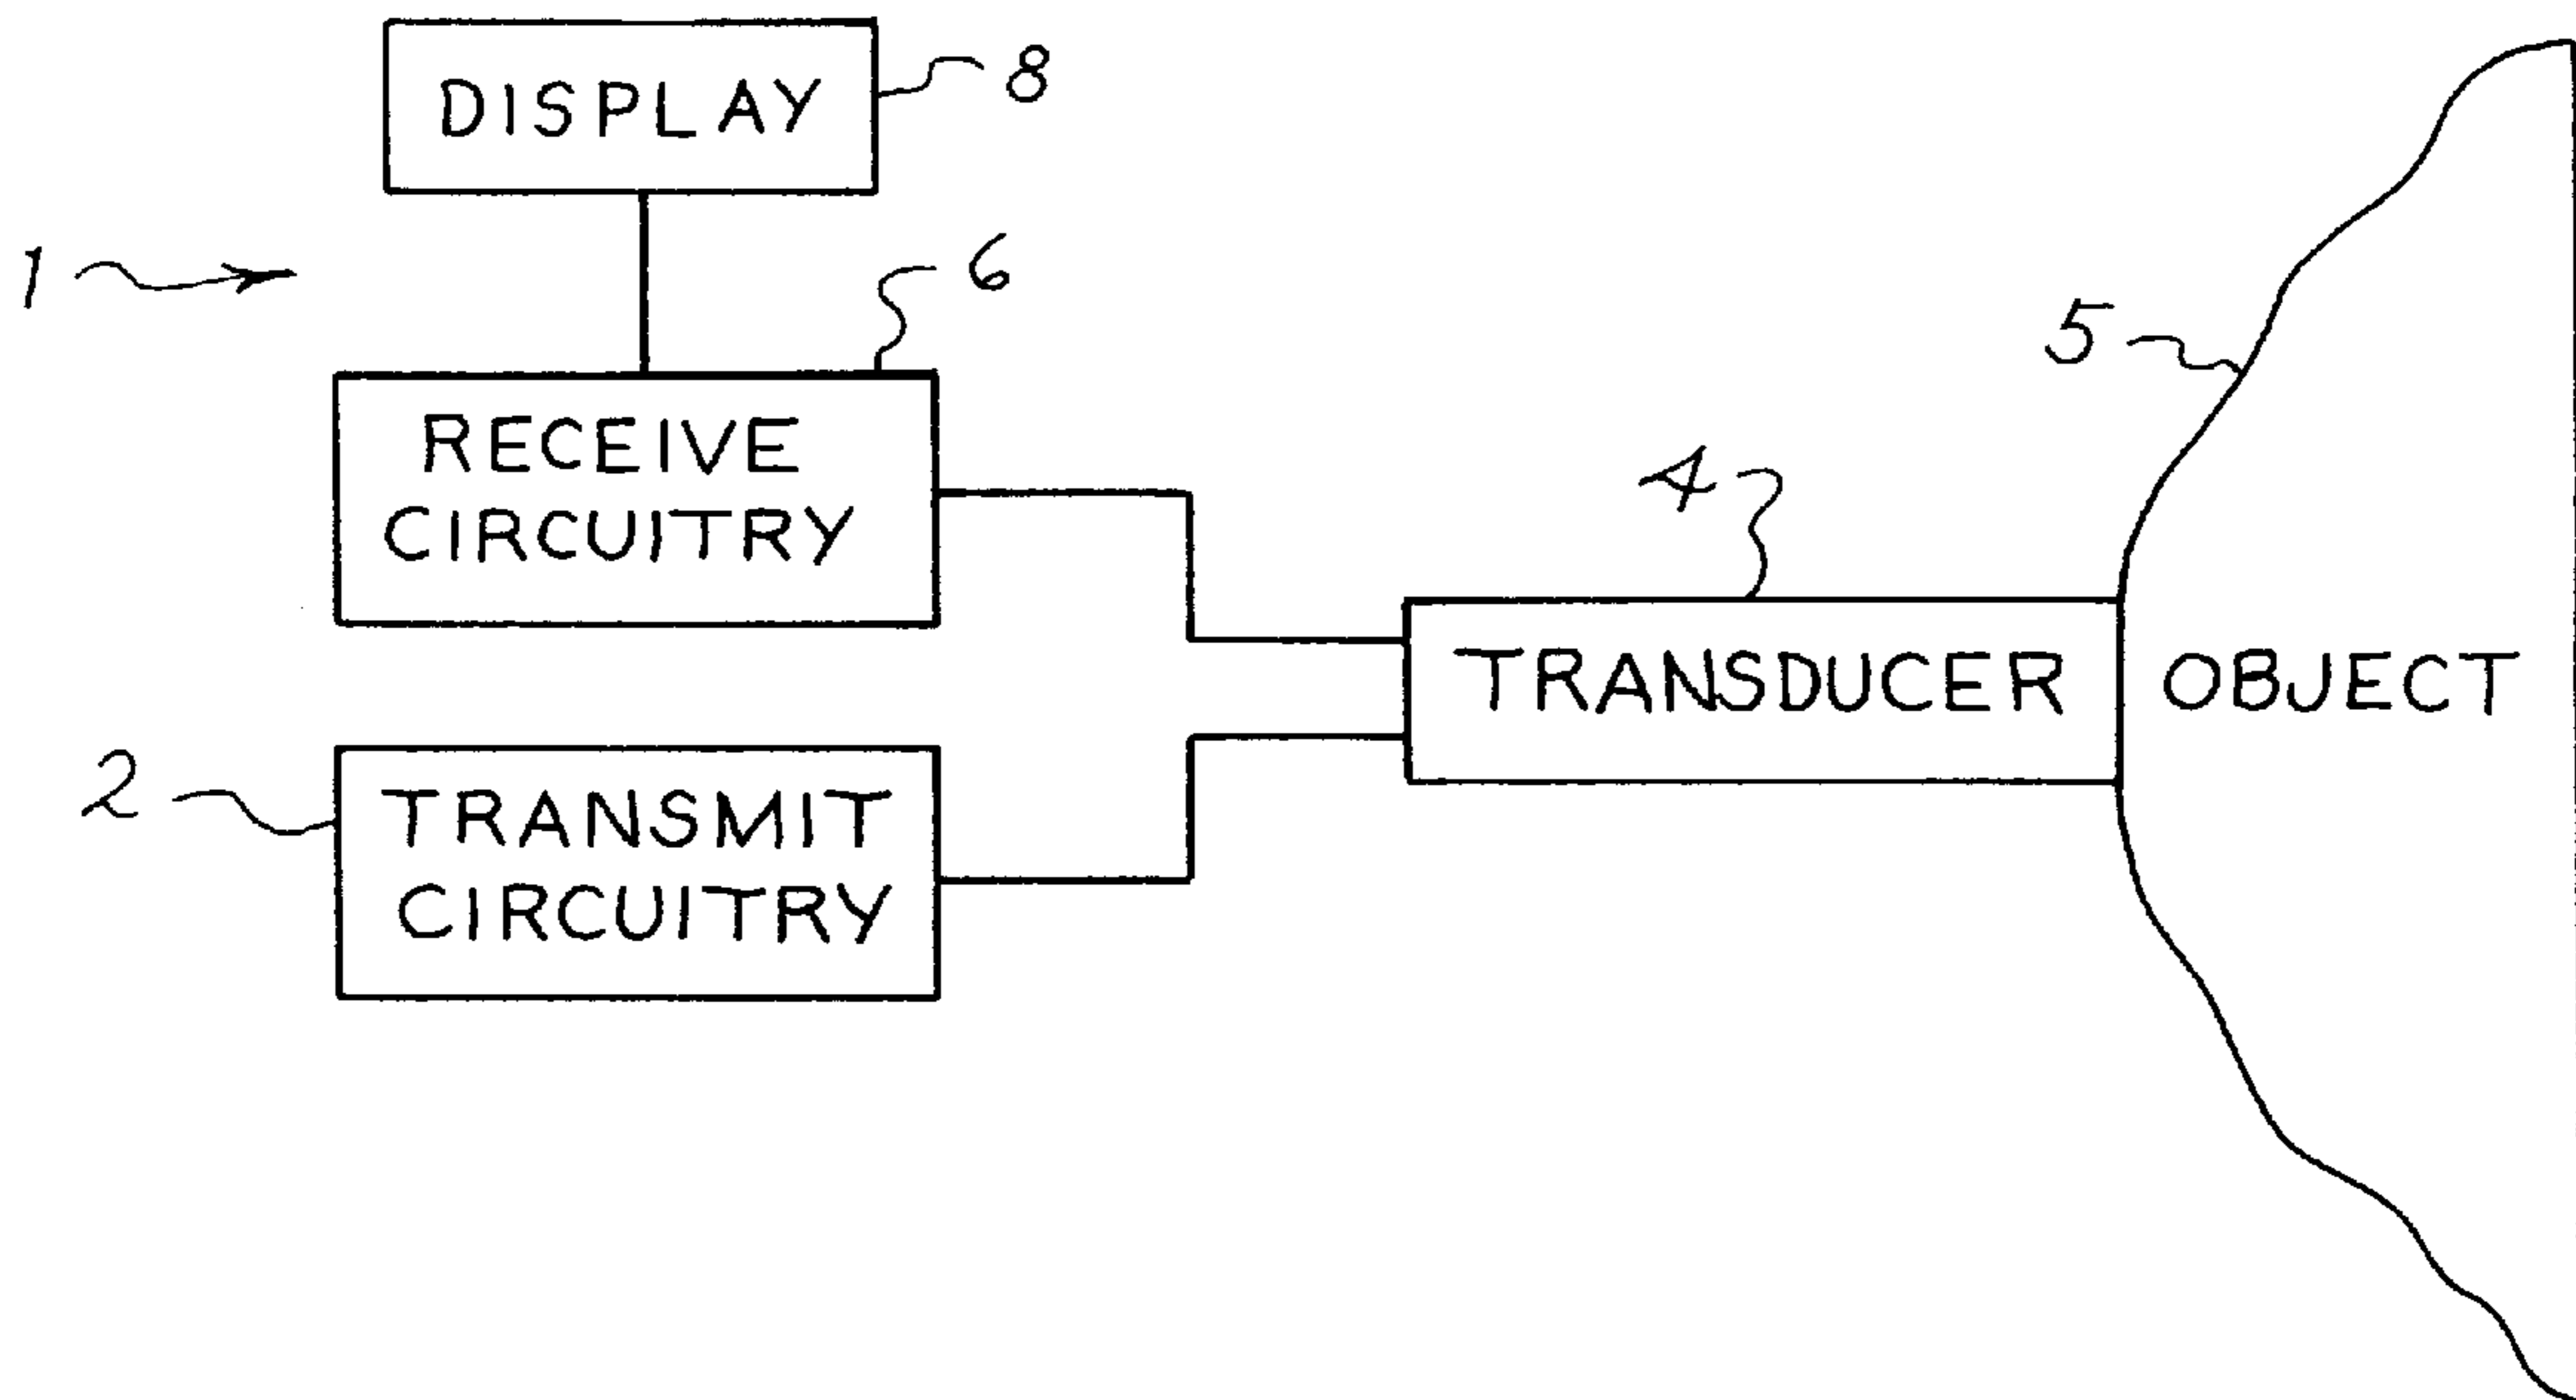 DISPLAY
8
1
6
RECEIVE
CIRCUITRY
5
4
TRANSDUCER
OBJECT
2
TRANSMIT
CIRCUITRY